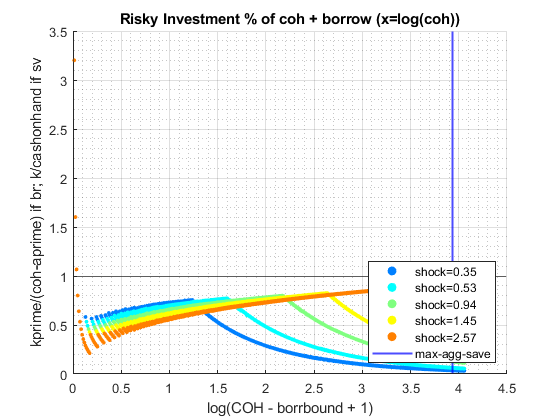 Risky Investment % of coh + borrow (x=log(coh))
kprime/(coh-aprime) if br; k/cashonhand if sv
3.5
3
2.5
2
1.5
1
0.5
0
0
0.5
1
1.5
2
2.5
3
3.5
4
4.5
log(COH - borrbound + 1)
shock=0.35
shock=0.53
shock=0.94
shock=1.45
shock=2.57
max-agg-save